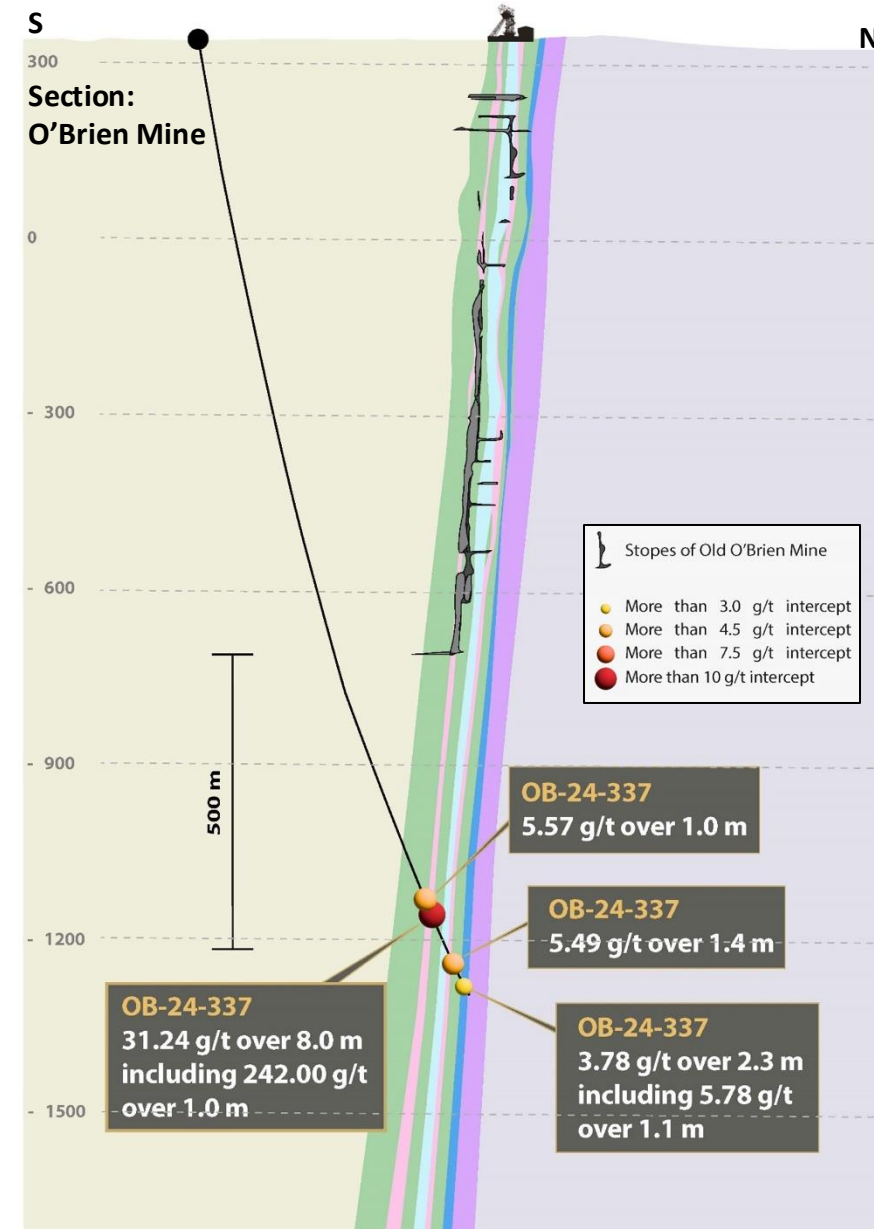 S
N
300
Section:
O'Brien Mine
0
- 300
- 600
- 900
- 1200
- 1500
500 m
Stopes of Old O'Brien Mine
More than 3.0 g/t intercept
More than 4.5 g/t intercept
More than 7.5 g/t intercept
More than 10 g/t intercept
OB-24-337
5.57 g/t over 1.0 m
OB-24-337
5.49 g/t over 1.4 m
OB-24-337
31.24 g/t over 8.0 m
including 242.00 g/t
over 1.0 m
OB-24-337
3.78 g/t over 2.3 m
including 5.78 g/t
over 1.1 m